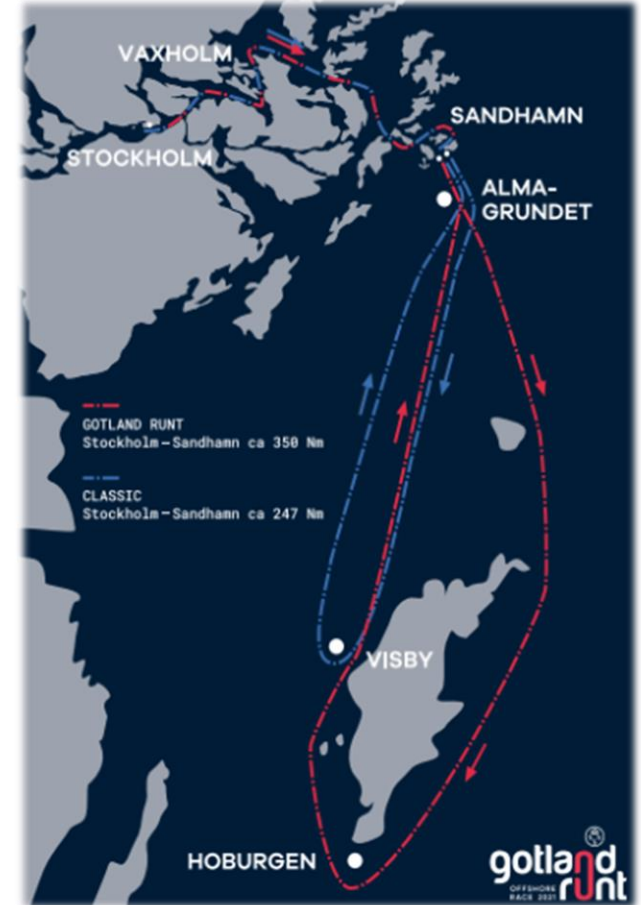 VAXHOLM
SANDHAMN
STOCKHOLM
ALMA-
GRUNDET
GOTLAND RUNT
Stockholm–Sandhamn ca 350 Nm
CLASSIC
Stockholm–Sandhamn ca 247 Nm
VISBY
HOBURGEN
gotland
OFFSHORE
RACE 2021
runt